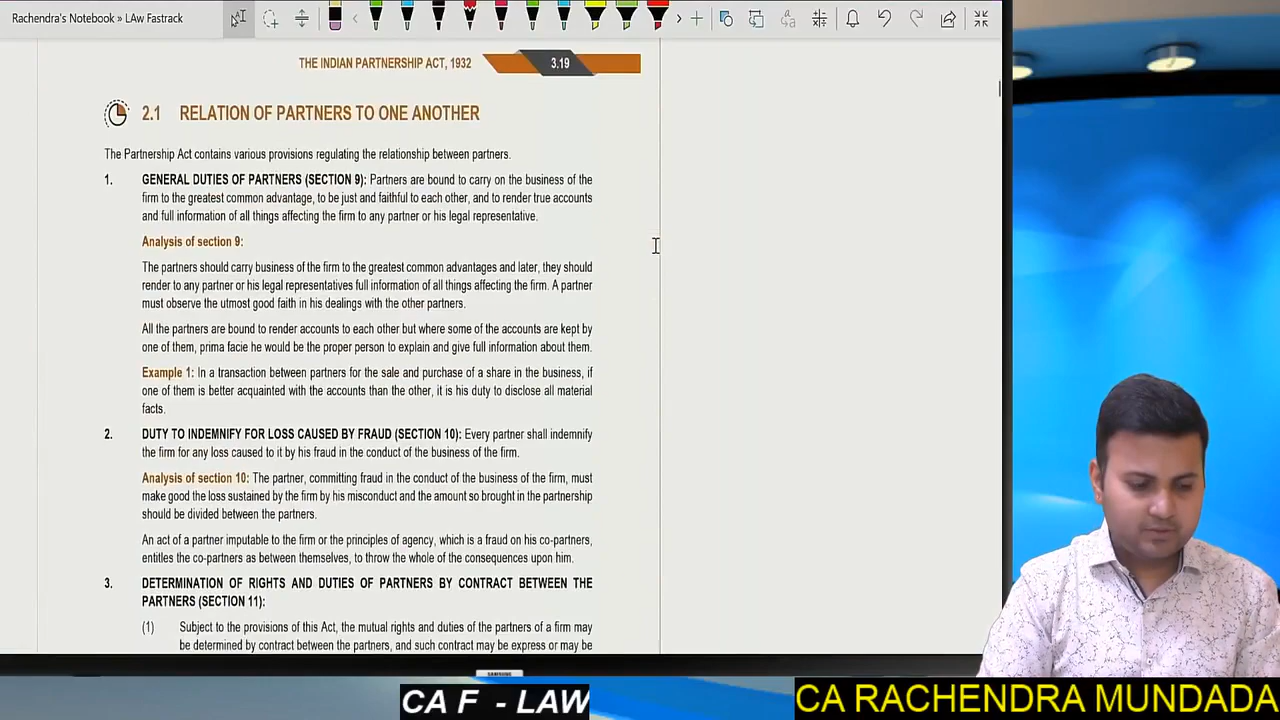 Rachendra's Notebook » LAw Fastrack
THE INDIAN PARTNERSHIP ACT, 1932
3.19
2.1 RELATION OF PARTNERS TO ONE ANOTHER
The Partnership Act contains various provisions regulating the relationship between partners.
1. GENERAL DUTIES OF PARTNERS (SECTION 9): Partners are bound to carry on the business of the
firm to the greatest common advantage, to be just and faithful to each other, and to render true accounts
and full information of all things affecting the firm to any partner or his legal representative.
Analysis of section 9:
The partners should carry business of the firm to the greatest common advantages and later, they should
render to any partner or his legal representatives full information of all things affecting the firm. A partner
must observe the utmost good faith in his dealings with the other partners.
All the partners are bound to render accounts to each other but where some of the accounts are kept by
one of them, prima facie he would be the proper person to explain and give full information about them.
Example 1: In a transaction between partners for the sale and purchase of a share in the business, if
one of them is better acquainted with the accounts than the other, it is his duty to disclose all material
facts.
2. DUTY TO INDEMNIFY FOR LOSS CAUSED BY FRAUD (SECTION 10): Every partner shall indemnify
the firm for any loss caused to it by his fraud in the conduct of the business of the firm.
Analysis of section 10: The partner, committing fraud in the conduct of the business of the firm, must
make good the loss sustained by the firm by his misconduct and the amount so brought in the partnership
should be divided between the partners.
An act of a partner imputable to the firm or the principles of agency, which is a fraud on his co-partners,
entitles the co-partners as between themselves, to throw the whole of the consequences upon him.
3. DETERMINATION OF RIGHTS AND DUTIES OF PARTNERS BY CONTRACT BETWEEN THE
PARTNERS (SECTION 11):
(1) Subject to the provisions of this Act, the mutual rights and duties of the partners of a firm may
be determined by contract between the partners, and such contract may be express or may be
SAMSUNG
CA F - LAW
CA RACHENDRA MUNDADA